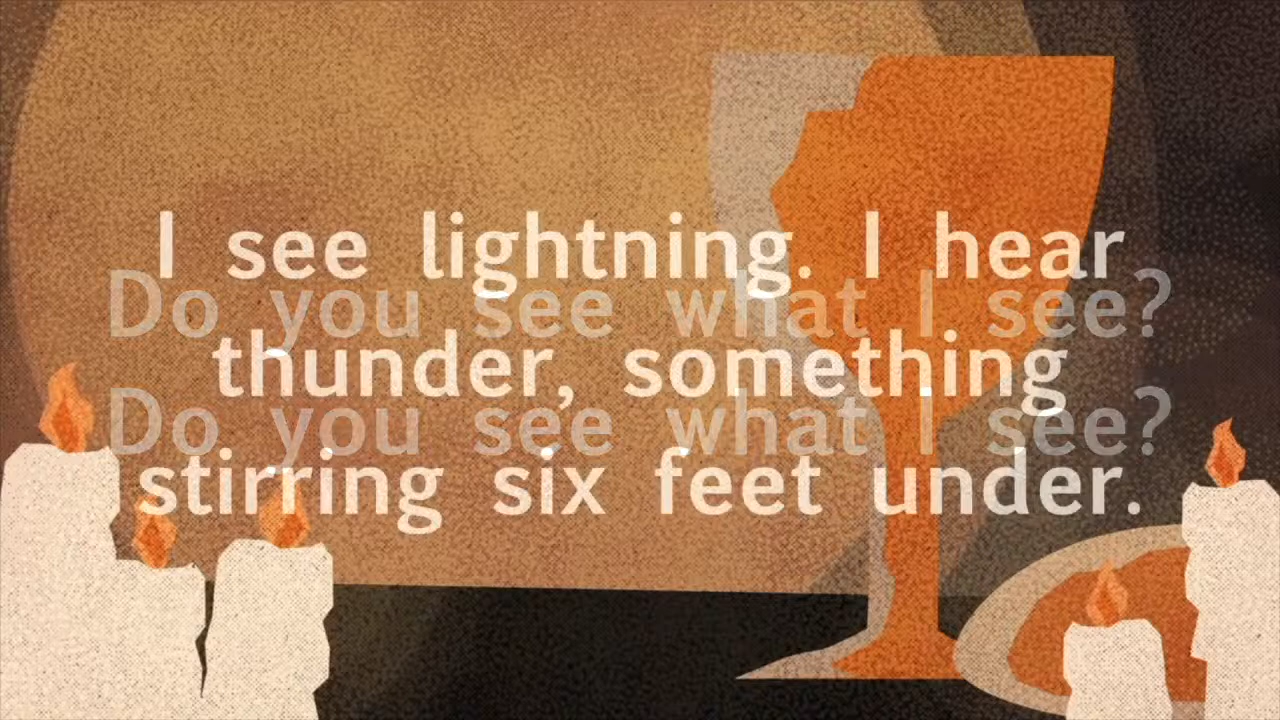 I see lightning. I hear
Do you see what I see?
thunder, something
Do you see what I see?
stirring six feet under.